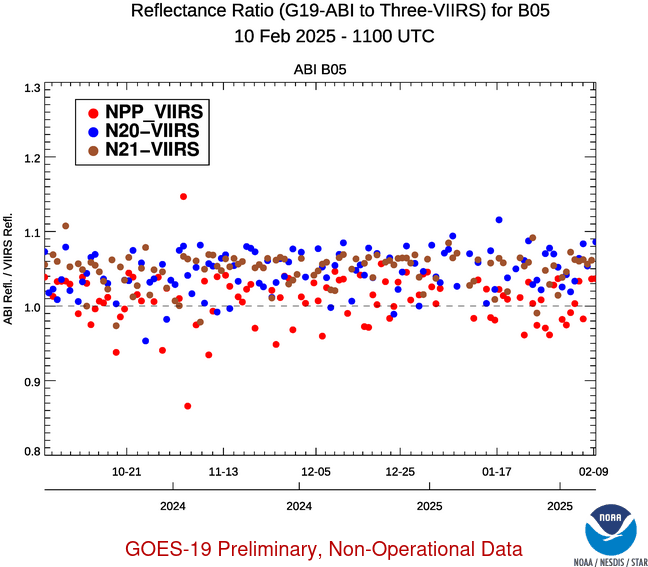 Reflectance Ratio (G19-ABI to Three-VIIRS) for B05
10 Feb 2025 - 1100 UTC
ABI B05
NPP_VIIRS
N20-VIIRS
N21-VIIRS
ABI Refl. / VIIRS Refl.
1.3
1.2
1.1
1.0
0.9
0.8
10-21 11-13 12-05 12-25 01-17 02-09
2024 2024 2025 2025
GOES-19 Preliminary, Non-Operational Data
NOAA
NOAA / NESDIS / STAR